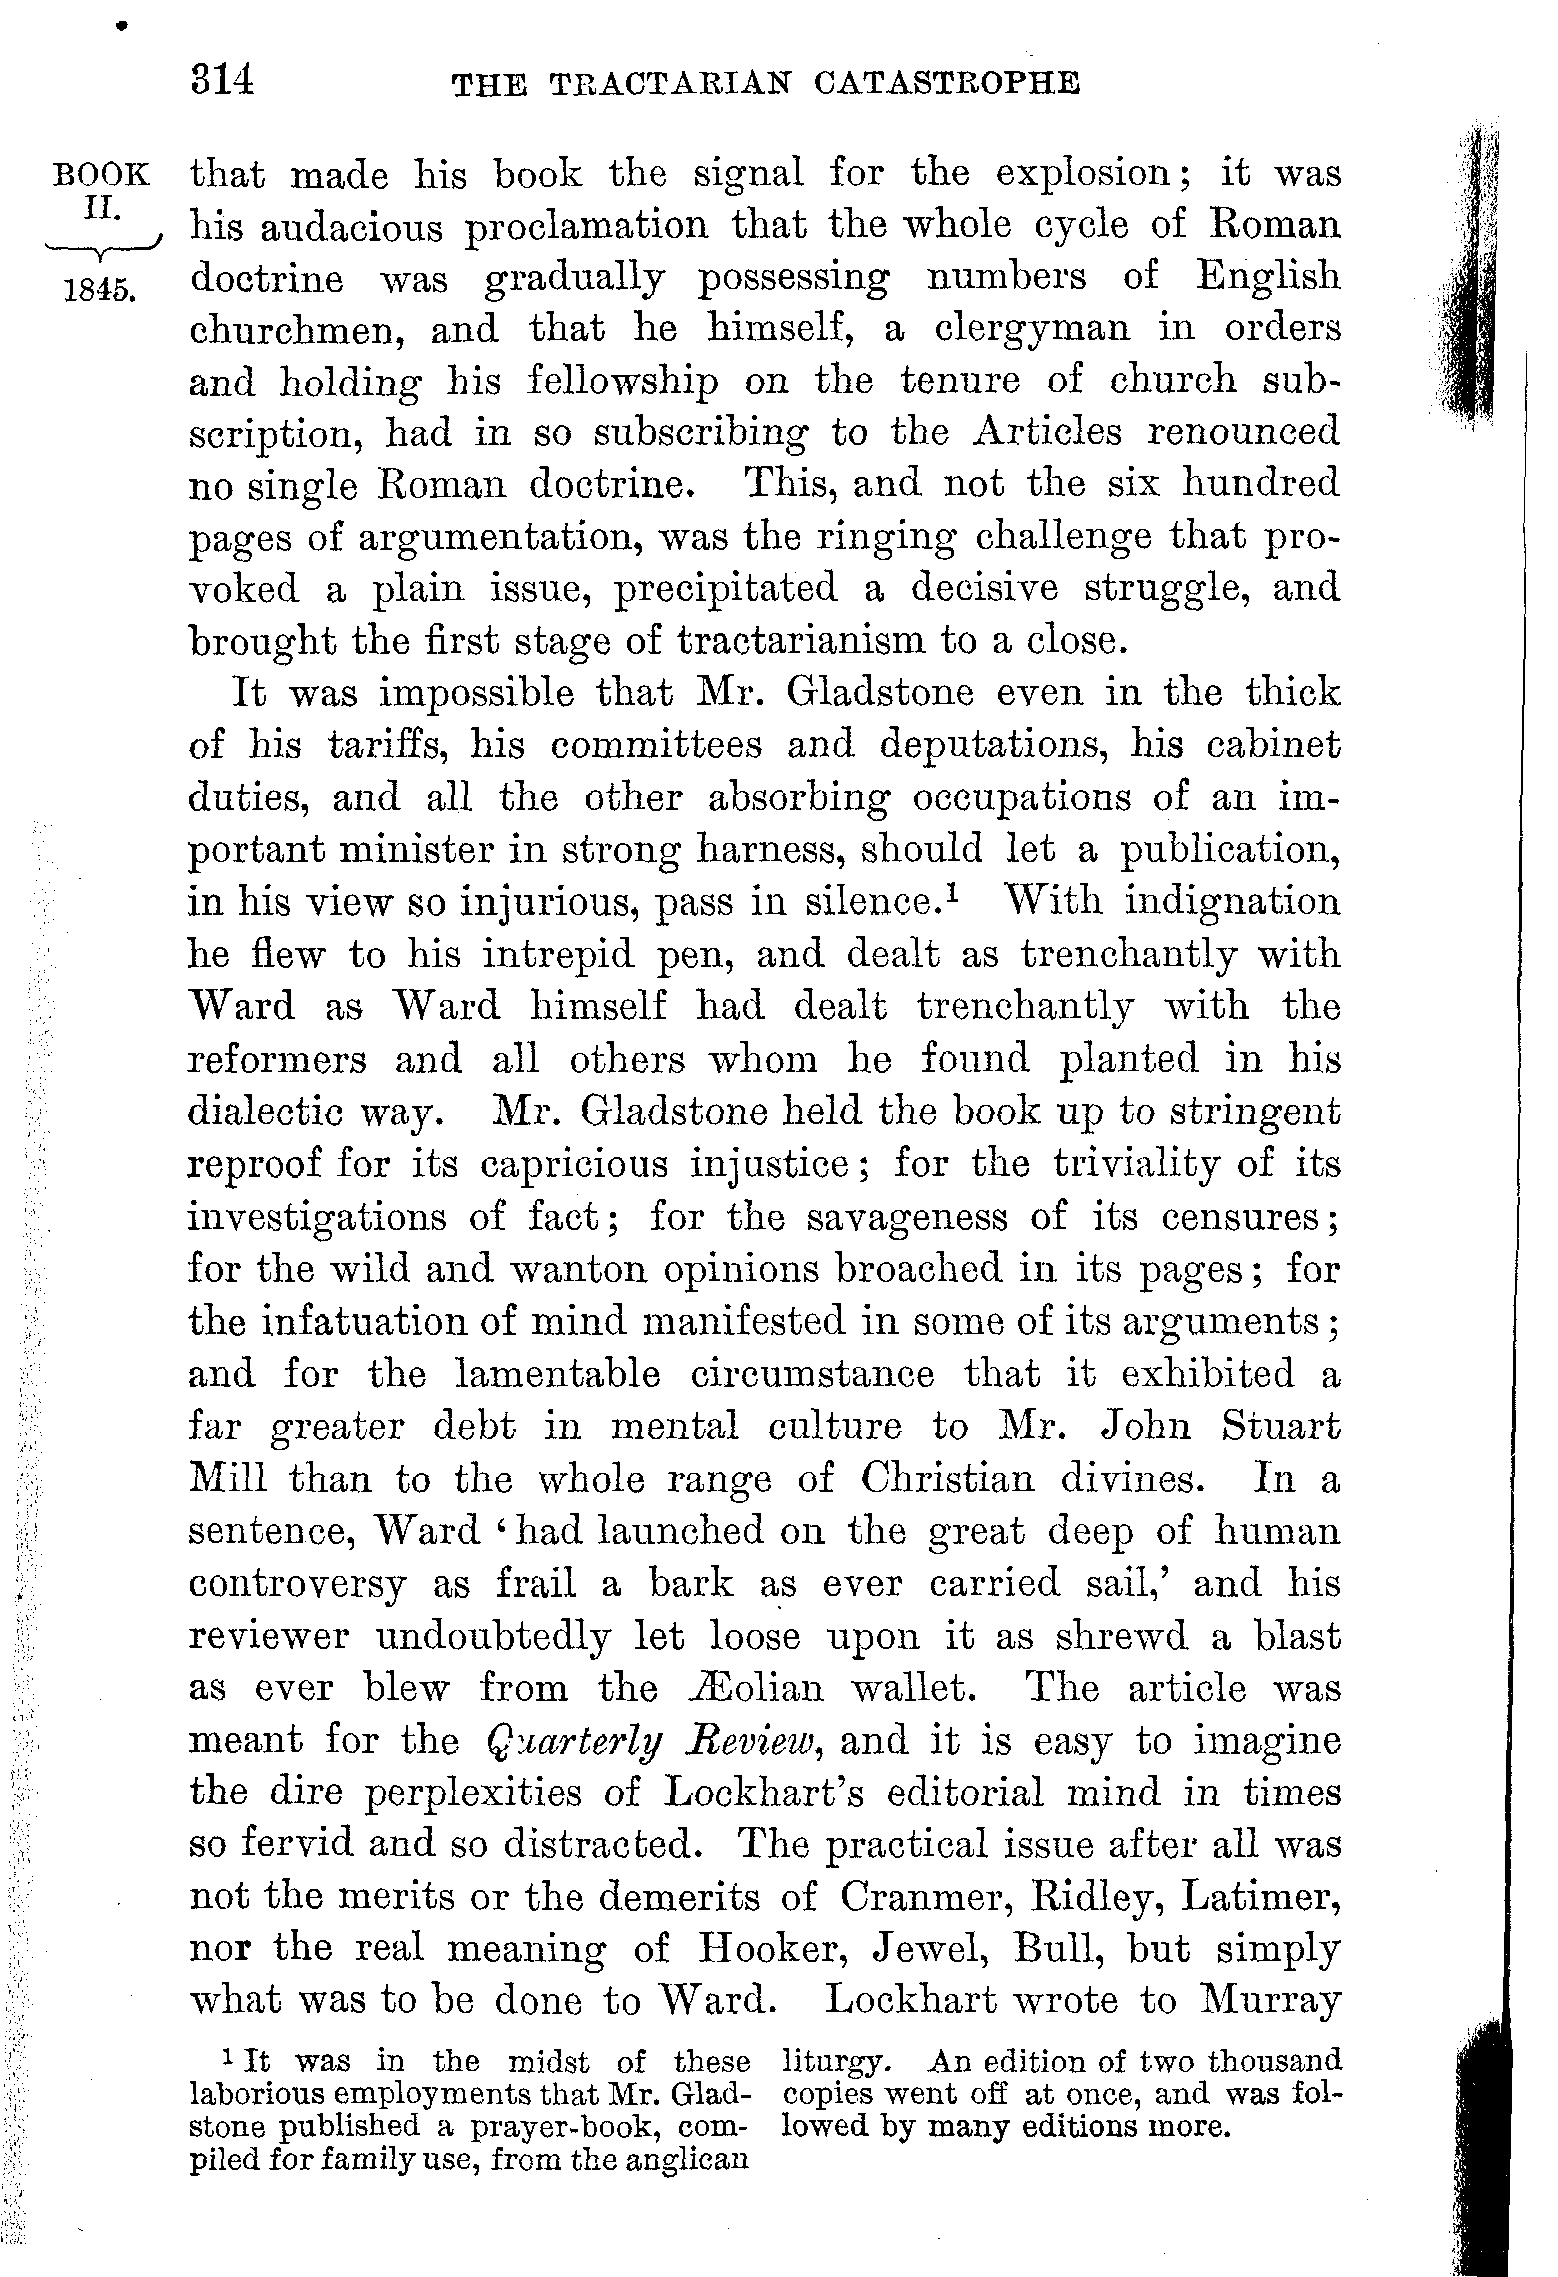 314 THE TRACTARIAN CATASTROPHE
BOOK
II.
1845.
that made his book the signal for the explosion; it was
his audacious proclamation that the whole cycle of Roman
doctrine was gradually possessing numbers of English
churchmen, and that he himself, a clergyman in orders
and holding his fellowship on the tenure of church sub-
scription, had in so subscribing to the Articles renounced
no single Roman doctrine. This, and not the six hundred
pages of argumentation, was the ringing challenge that pro-
voked a plain issue, precipitated a decisive struggle, and
brought the first stage of tractarianism to a close.
It was impossible that Mr. Gladstone even in the thick
of his tariffs, his committees and deputations, his cabinet
duties, and all the other absorbing occupations of an im-
portant minister in strong harness, should let a publication,
in his view so injurious, pass in silence.¹ With indignation
he flew to his intrepid pen, and dealt as trenchantly with
Ward as Ward himself had dealt trenchantly with the
reformers and all others whom he found planted in his
dialectic way. Mr. Gladstone held the book up to stringent
reproof for its capricious injustice; for the triviality of its
investigations of fact; for the savageness of its censures;
for the wild and wanton opinions broached in its pages; for
the infatuation of mind manifested in some of its arguments;
and for the lamentable circumstance that it exhibited a
far greater debt in mental culture to Mr. John Stuart
Mill than to the whole range of Christian divines. In a
sentence, Ward ‘had launched on the great deep of human
controversy as frail a bark as ever carried sail,’ and his
reviewer undoubtedly let loose upon it as shrewd a blast
as ever blew from the Æolian wallet. The article was
meant for the Quarterly Review, and it is easy to imagine
the dire perplexities of Lockhart’s editorial mind in times
so fervid and so distracted. The practical issue after all was
not the merits or the demerits of Cranmer, Ridley, Latimer,
nor the real meaning of Hooker, Jewel, Bull, but simply
what was to be done to Ward. Lockhart wrote to Murray
¹ It was in the midst of these
laborious employments that Mr. Glad-
stone published a prayer-book, com-
piled for family use, from the anglican
liturgy. An edition of two thousand
copies went off at once, and was fol-
lowed by many editions more.